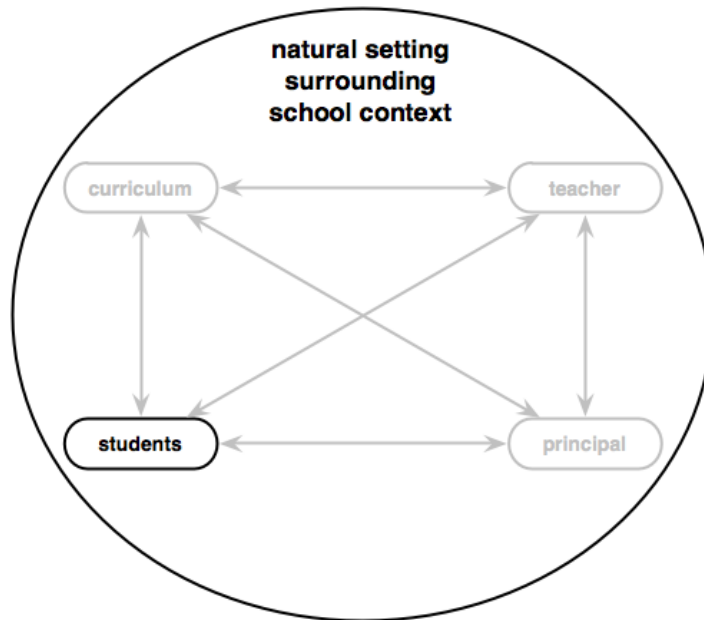 natural setting
surrounding
school context
curriculum
teacher
students
principal